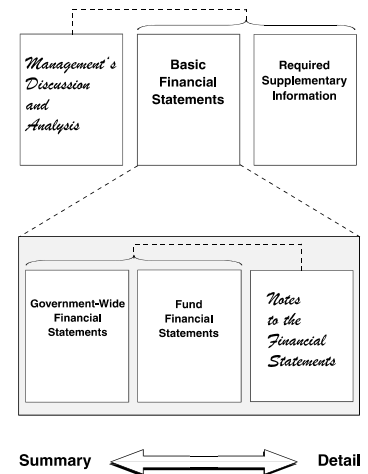 Management's
Discussion
and
Analysis
Basic
Financial
Statements
Required
Supplementary
Information
Government-Wide
Financial
Statements
Fund
Financial
Statements
Notes
to the
Financial
Statements
Summary
Detail